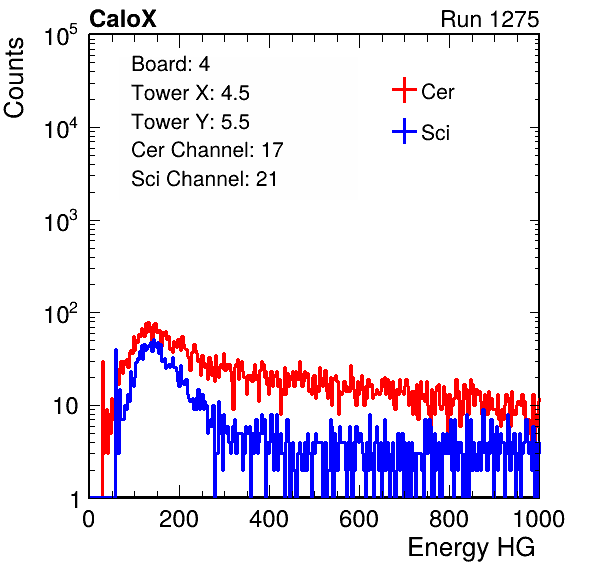 CaloX Run 1275
Counts
10^5
10^4
10^3
10^2
10
1
Board: 4
Tower X: 4.5
Tower Y: 5.5
Cer Channel: 17
Sci Channel: 21
Cer
Sci
0 200 400 600 800 1000
Energy HG